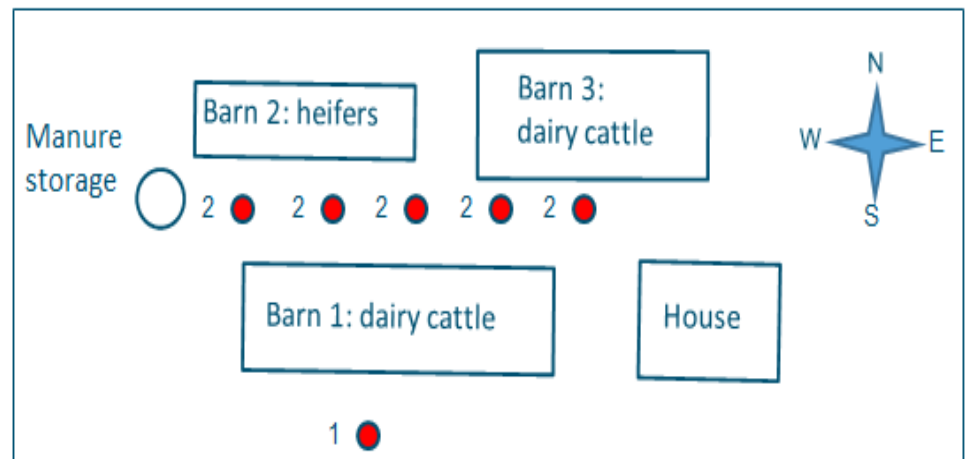 N
Barn 3:
dairy cattle
Barn 2: heifers
Manure
storage
W
E
S
2
2
2
2
2
Barn 1: dairy cattle
House
1